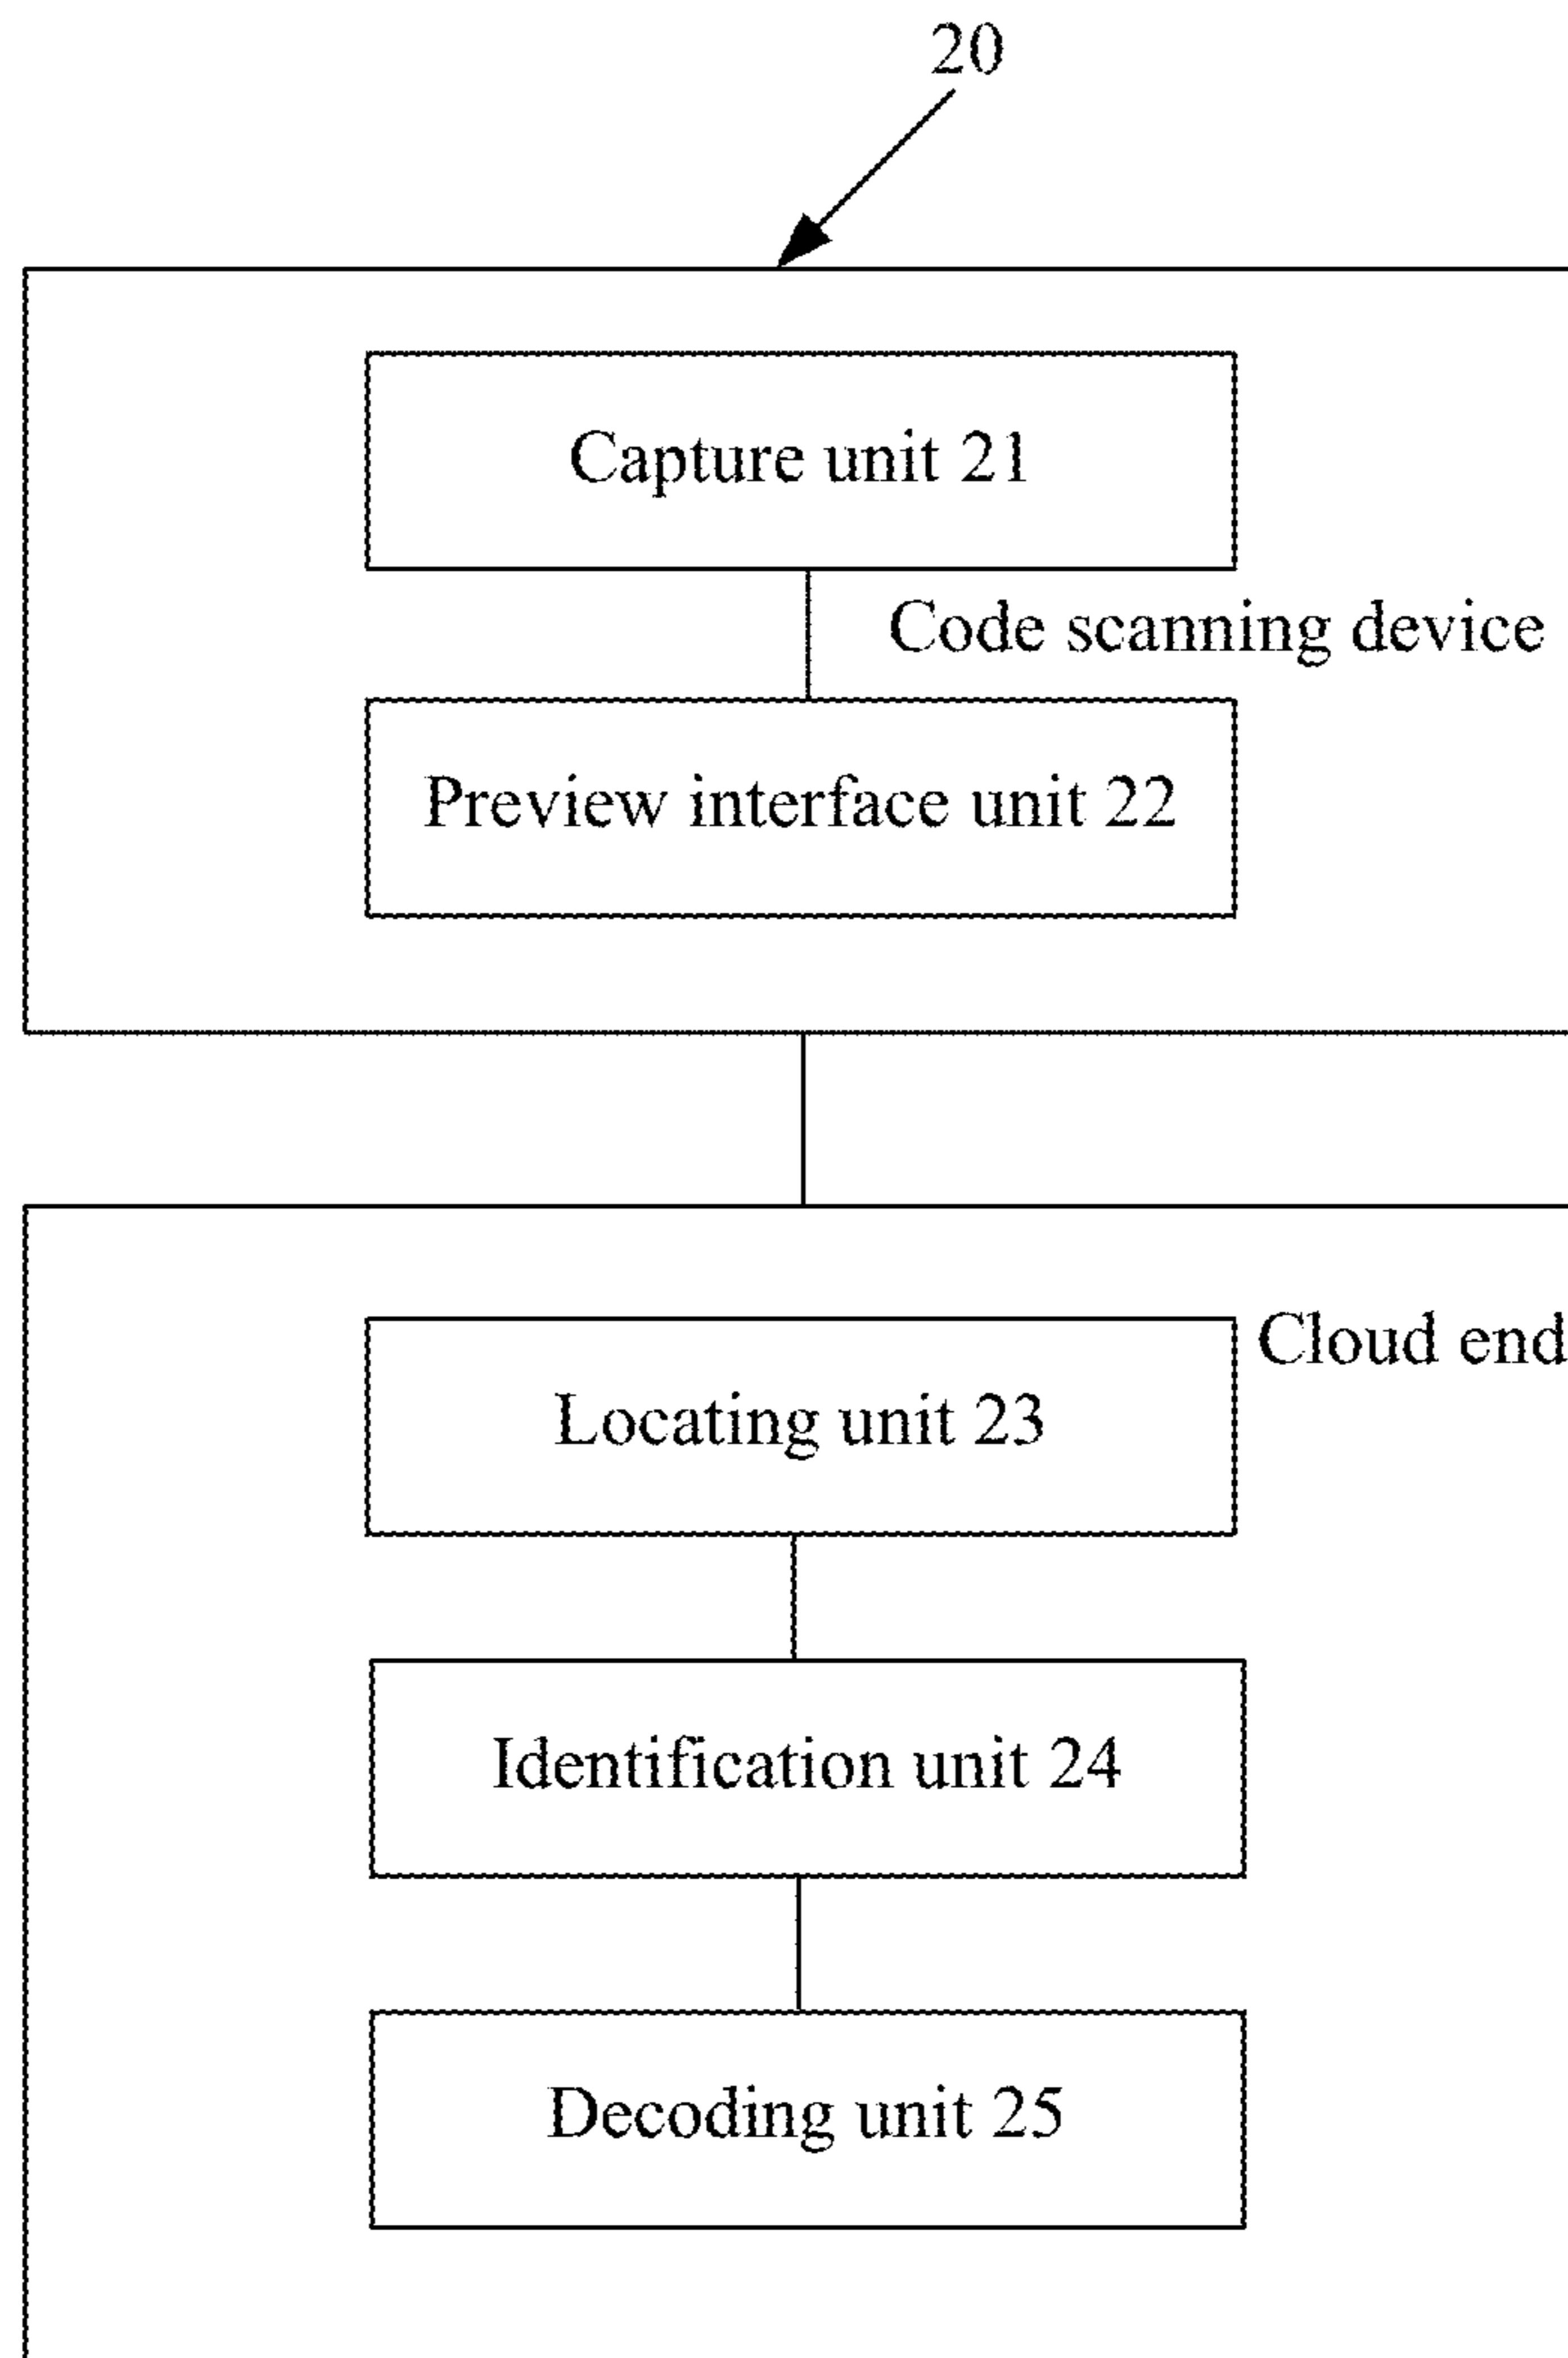 20
Capture unit 21
Code scanning device
Preview interface unit 22
Cloud end
Locating unit 23
Identification unit 24
Decoding unit 25